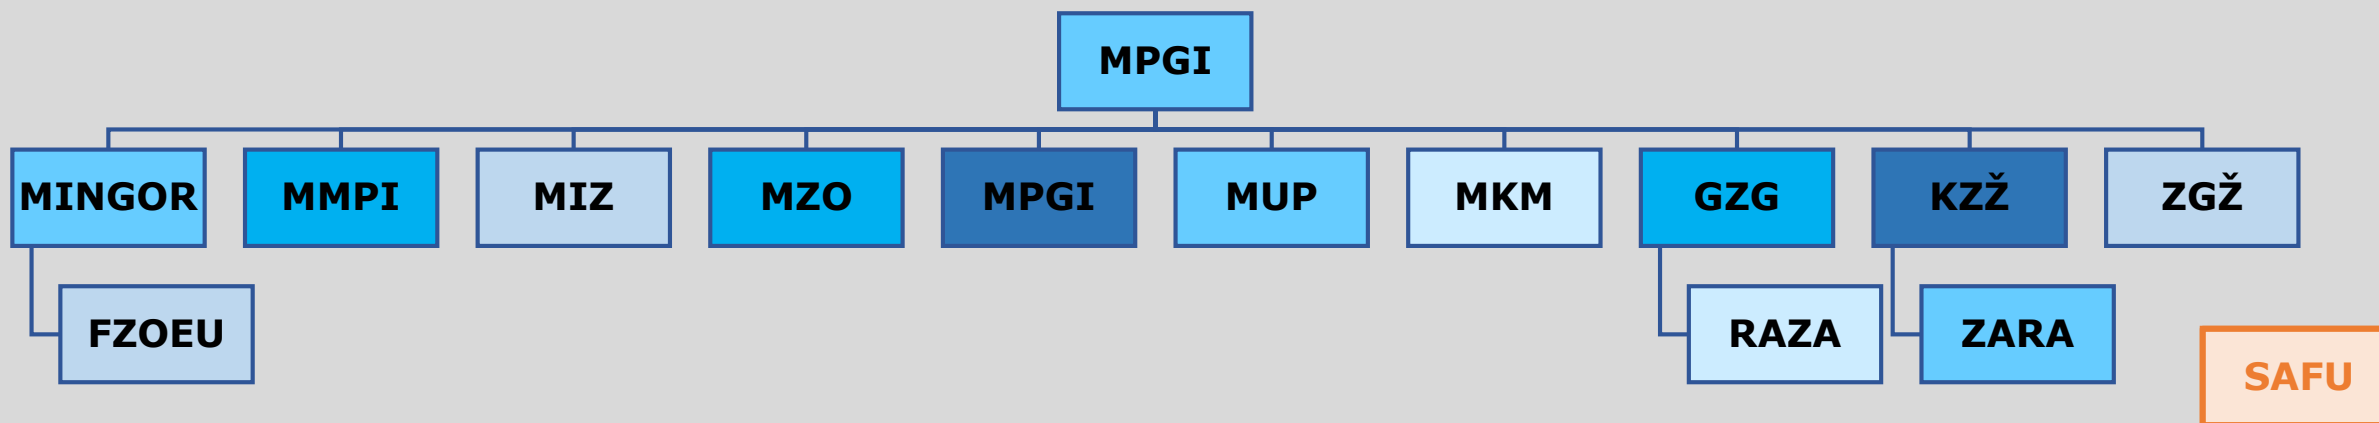 MPGI
MINGOR
MMPI
MIZ
MZO
MPGI
MUP
MKM
GZG
KZŽ
ZGŽ
FZOEU
RAZA
ZARA
SAFU